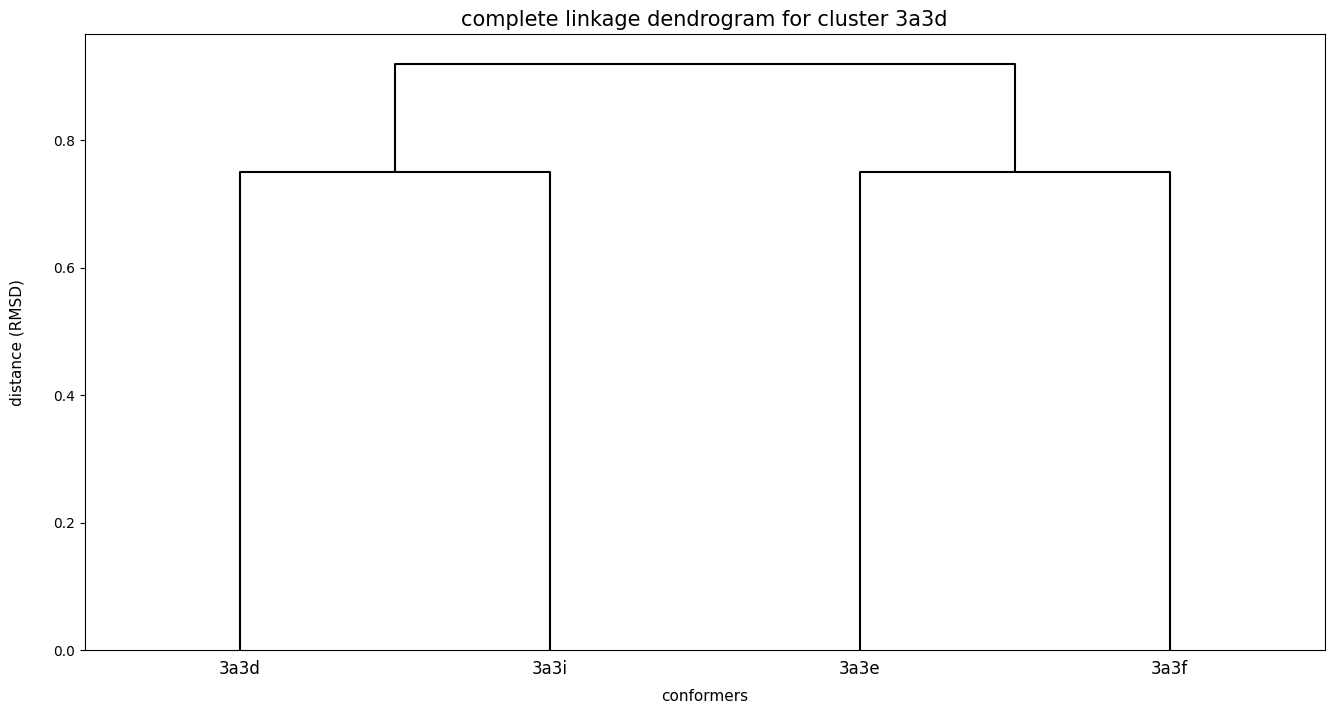 complete linkage dendrogram for cluster 3a3d
distance (RMSD)
0.8
0.6
0.4
0.2
0.0
3a3d 3a3i 3a3e 3a3f
conformers